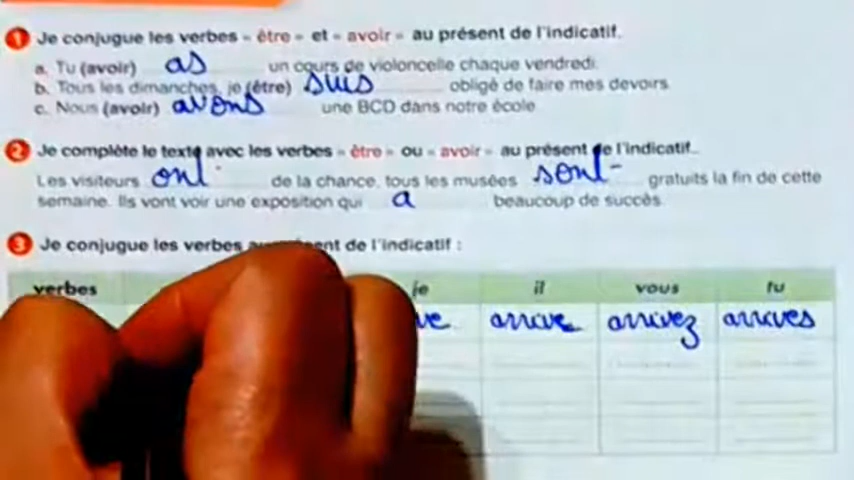 1 Je conjugue les verbes « être » et « avoir » au présent de l'indicatif.
a. Tu (avoir) as un cours de violoncelle chaque vendredi.
b. Tous les dimanches, je (être) suis obligé de faire mes devoirs
c. Nous (avoir) avons une BCD dans notre école
2 Je complète le texte avec les verbes « être » ou « avoir » au présent de l'indicatif.
Les visiteurs ont de la chance, tous les musées sont gratuits la fin de cette
semaine. Ils vont voir une exposition qui a beaucoup de succès
3 Je conjugue les verbes de l'indicatif :
verbes je il vous tu
arrive arrivez arrives